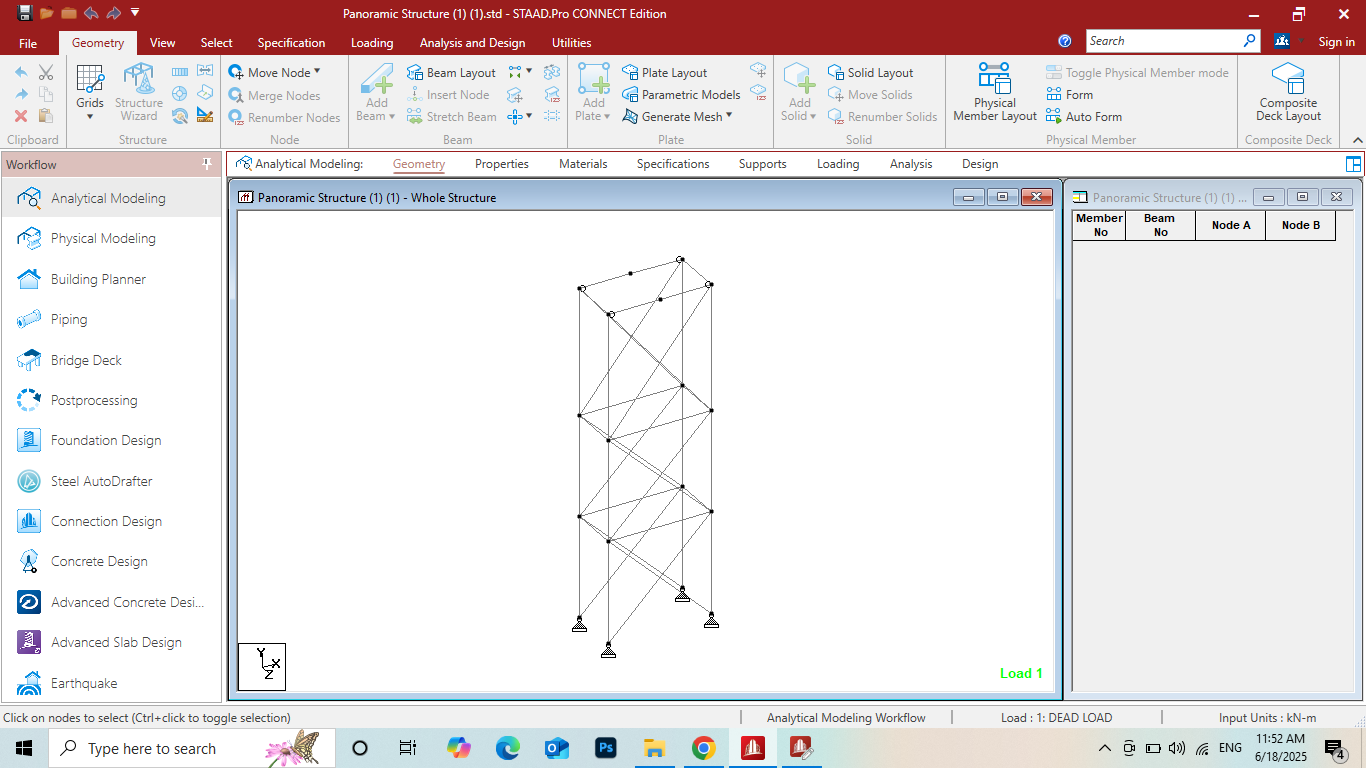 Panoramic Structure (1) (1).std - STAAD.Pro CONNECT Edition
File Geometry View Select Specification Loading Analysis and Design Utilities Search Sign in
Grids
Structure Wizard
Move Node
Merge Nodes
Renumber Nodes
Add Beam
Beam Layout
Insert Node
Stretch Beam
Add Plate
Plate Layout
Parametric Models
Generate Mesh
Add Solid
Solid Layout
Move Solids
Renumber Solids
Physical Member Layout
Toggle Physical Member mode
Form
Auto Form
Composite Deck Layout
Clipboard Structure Node Beam Plate Solid Physical Member Composite Deck
Workflow
Analytical Modeling: Geometry Properties Materials Specifications Supports Loading Analysis Design
Analytical Modeling
Physical Modeling
Building Planner
Piping
Bridge Deck
Postprocessing
Foundation Design
Steel AutoDrafter
Connection Design
Concrete Design
Advanced Concrete Desi...
Advanced Slab Design
Earthquake
Panoramic Structure (1) (1) - Whole Structure
Y
X
Z
Load 1
Panoramic Structure (1) (1) ...
Member No
Beam No
Node A
Node B
Click on nodes to select (Ctrl+click to toggle selection) Analytical Modeling Workflow Load : 1: DEAD LOAD Input Units : kN-m
Type here to search
Ps
ENG
11:52 AM
6/18/2025
4